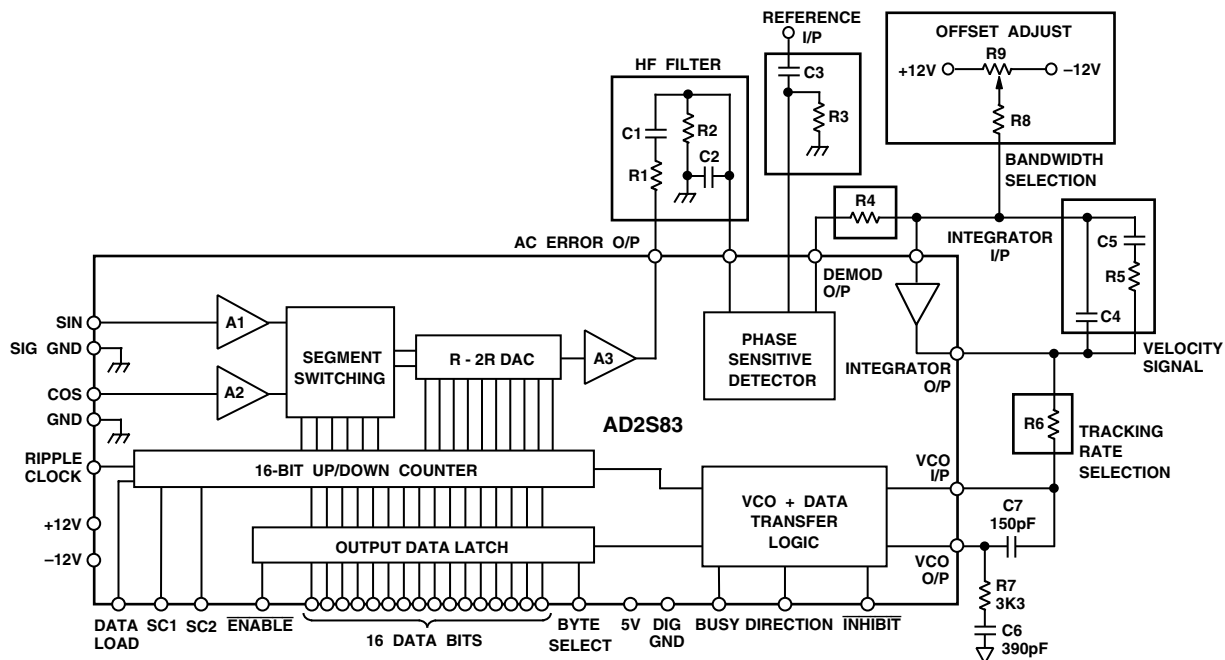 REFERENCE
I/P
OFFSET ADJUST
R9
+12V
–12V
R8
HF FILTER
C3
R3
C1
R2
C2
R1
BANDWIDTH
SELECTION
R4
AC ERROR O/P
DEMOD
O/P
INTEGRATOR
I/P
C5
R5
C4
SIN
A1
SIG GND
SEGMENT
SWITCHING
R - 2R DAC
A3
PHASE
SENSITIVE
DETECTOR
VELOCITY
SIGNAL
INTEGRATOR
O/P
COS
A2
GND
AD2S83
R6
TRACKING
RATE
SELECTION
RIPPLE
CLOCK
16-BIT UP/DOWN COUNTER
VCO
I/P
VCO + DATA
TRANSFER
LOGIC
C7
150pF
+12V
–12V
OUTPUT DATA LATCH
VCO
O/P
R7
3K3
C6
390pF
DATA
LOAD
SC1
SC2
ENABLE
16 DATA BITS
BYTE
SELECT
5V
DIG
GND
BUSY
DIRECTION
INHIBIT